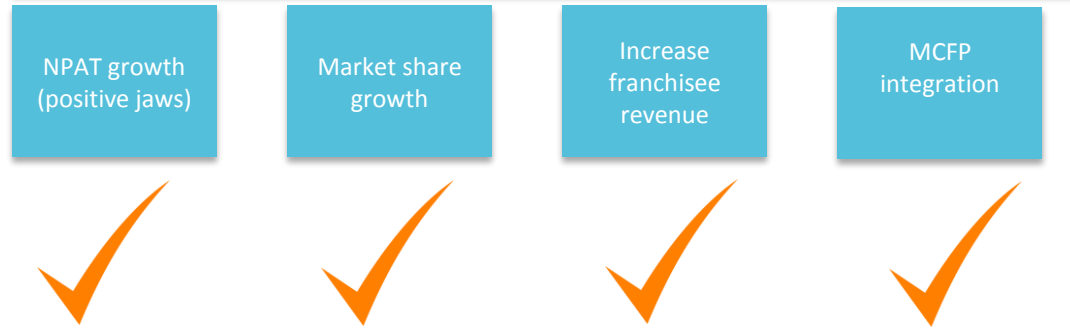 NPAT growth
(positive jaws)
Market share
growth
Increase
franchisee
revenue
MCFP
integration